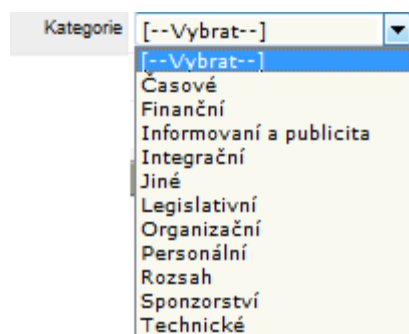 Kategorie [--Vybrat--]
[--Vybrat--]
Časové
Finanční
Informovaní a publicita
Integrační
Jiné
Legislativní
Organizační
Personální
Rozsah
Sponzorství
Technické